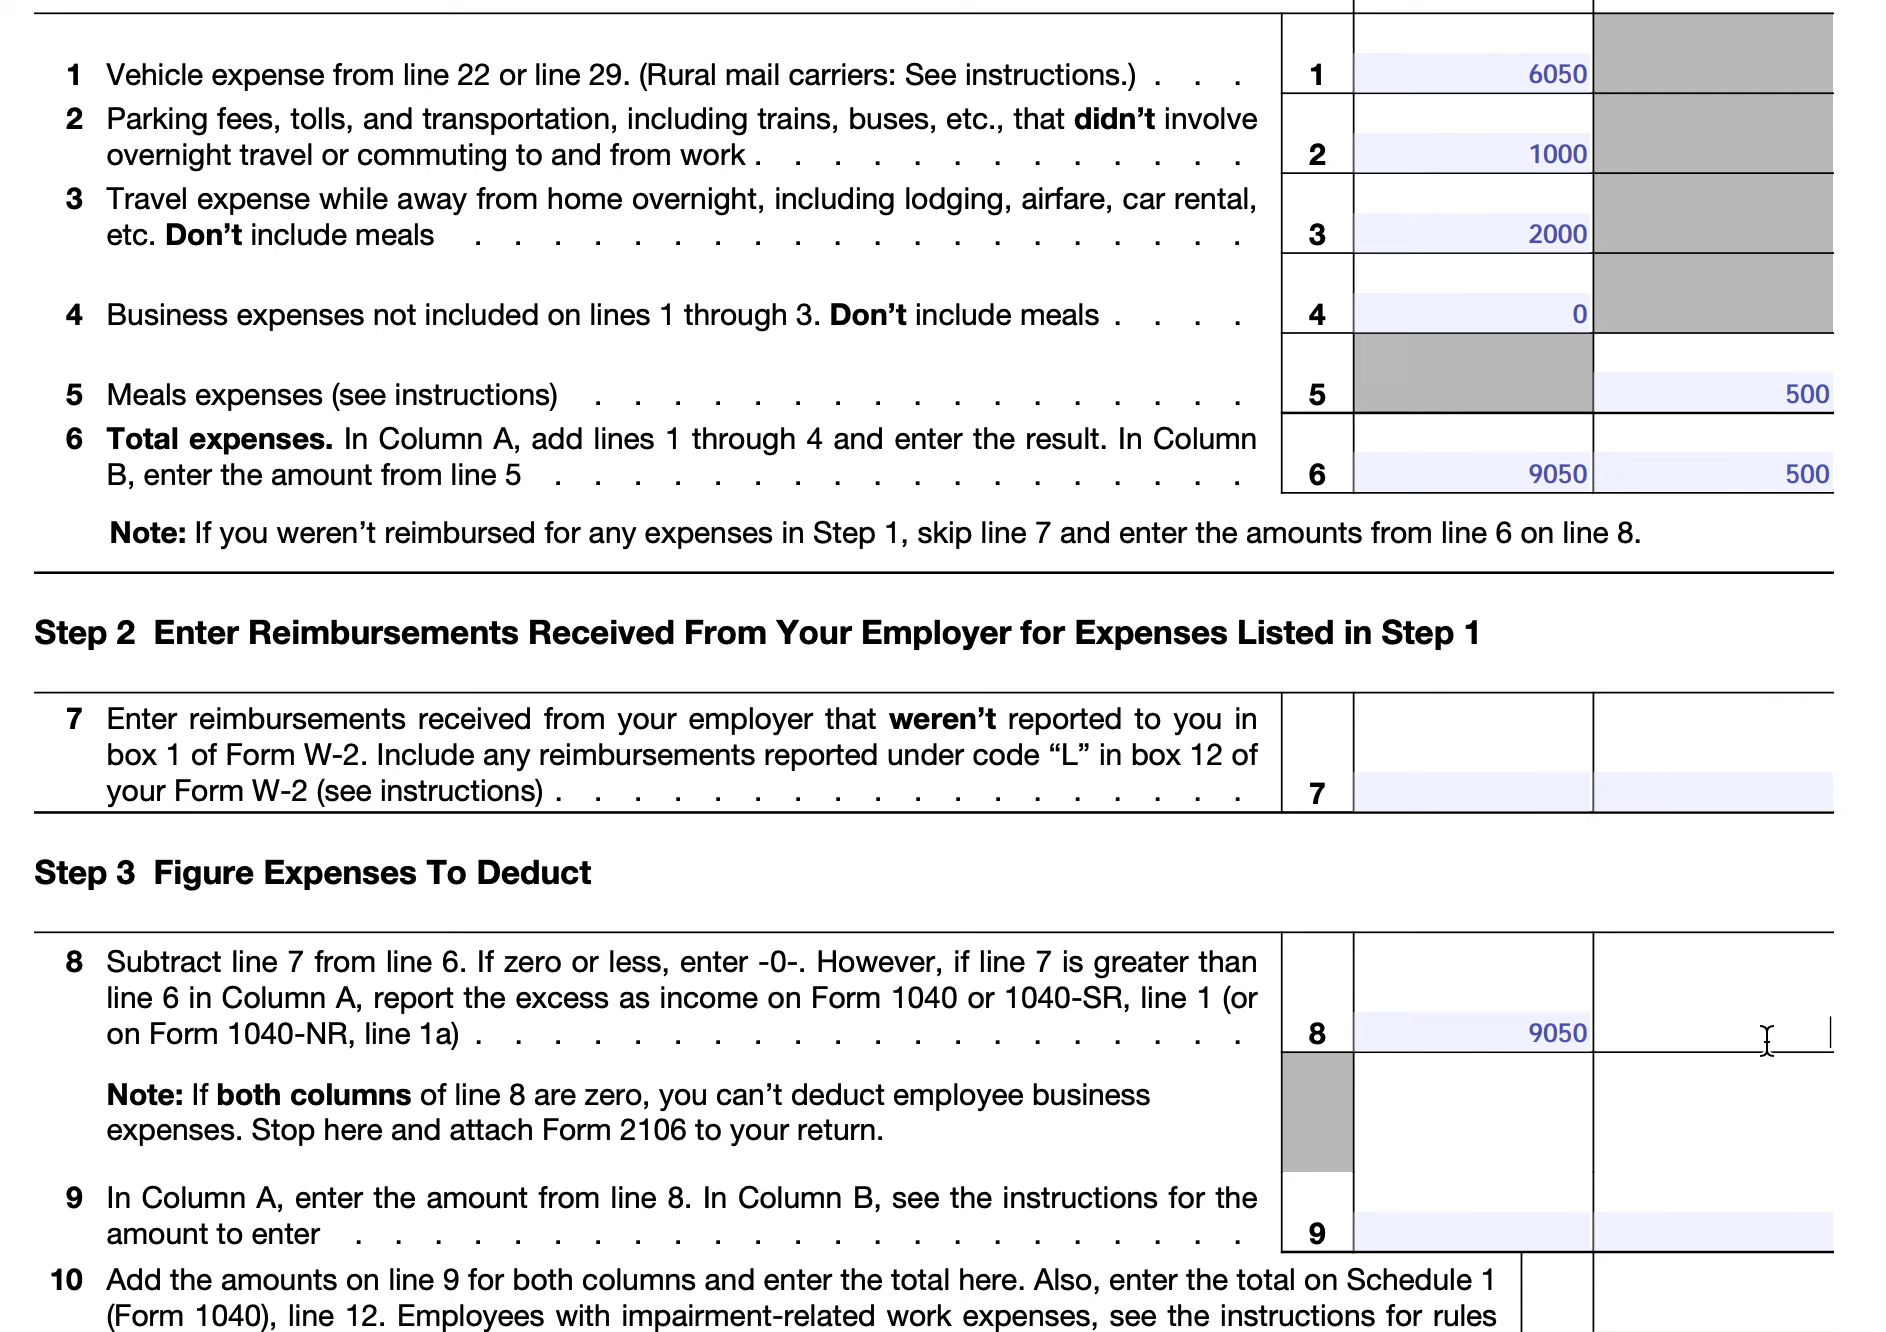 1 Vehicle expense from line 22 or line 29. (Rural mail carriers: See instructions.) . . . 1 6050
2 Parking fees, tolls, and transportation, including trains, buses, etc., that didn’t involve
overnight travel or commuting to and from work . . . . . . . . . . . . . 2 1000
3 Travel expense while away from home overnight, including lodging, airfare, car rental,
etc. Don’t include meals . . . . . . . . . . . . . . . . . . . . 3 2000
4 Business expenses not included on lines 1 through 3. Don’t include meals . . . . 4 0
5 Meals expenses (see instructions) . . . . . . . . . . . . . . . . . 5 500
6 Total expenses. In Column A, add lines 1 through 4 and enter the result. In Column
B, enter the amount from line 5 . . . . . . . . . . . . . . . . . . 6 9050 500
Note: If you weren’t reimbursed for any expenses in Step 1, skip line 7 and enter the amounts from line 6 on line 8.
Step 2 Enter Reimbursements Received From Your Employer for Expenses Listed in Step 1
7 Enter reimbursements received from your employer that weren’t reported to you in
box 1 of Form W-2. Include any reimbursements reported under code “L” in box 12 of
your Form W-2 (see instructions) . . . . . . . . . . . . . . . . . . 7
Step 3 Figure Expenses To Deduct
8 Subtract line 7 from line 6. If zero or less, enter -0-. However, if line 7 is greater than
line 6 in Column A, report the excess as income on Form 1040 or 1040-SR, line 1 (or
on Form 1040-NR, line 1a) . . . . . . . . . . . . . . . . . . . . 8 9050
Note: If both columns of line 8 are zero, you can’t deduct employee business
expenses. Stop here and attach Form 2106 to your return.
9 In Column A, enter the amount from line 8. In Column B, see the instructions for the
amount to enter . . . . . . . . . . . . . . . . . . . . . . . 9
10 Add the amounts on line 9 for both columns and enter the total here. Also, enter the total on Schedule 1
(Form 1040), line 12. Employees with impairment-related work expenses, see the instructions for rules